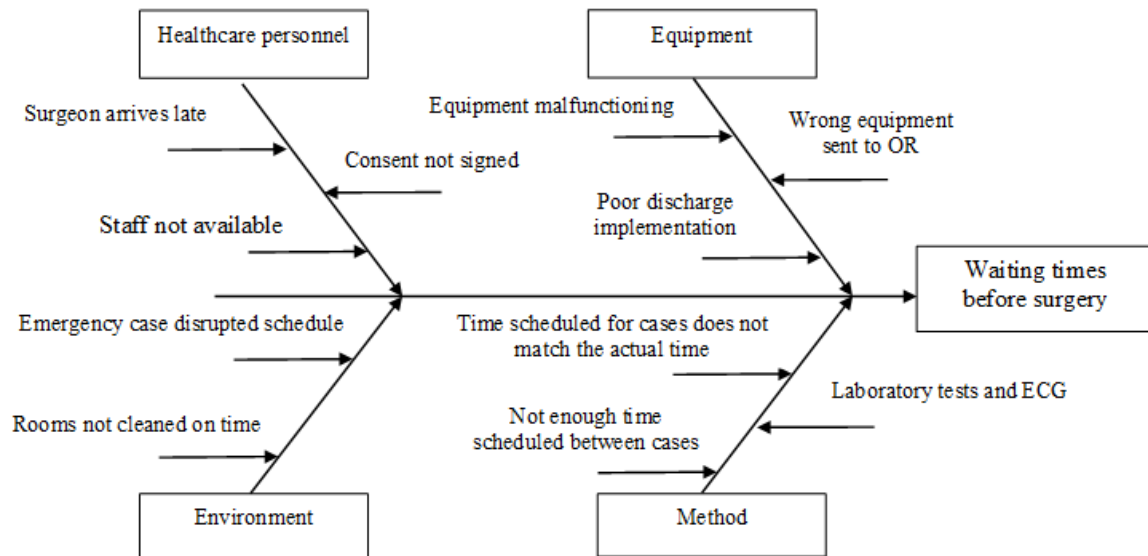 Healthcare personnel
Equipment
Surgeon arrives late
Equipment malfunctioning
Consent not signed
Wrong equipment
sent to OR
Staff not available
Poor discharge
implementation
Waiting times
before surgery
Emergency case disrupted schedule
Time scheduled for cases does not
match the actual time
Rooms not cleaned on time
Not enough time
scheduled between cases
Laboratory tests and ECG
Environment
Method